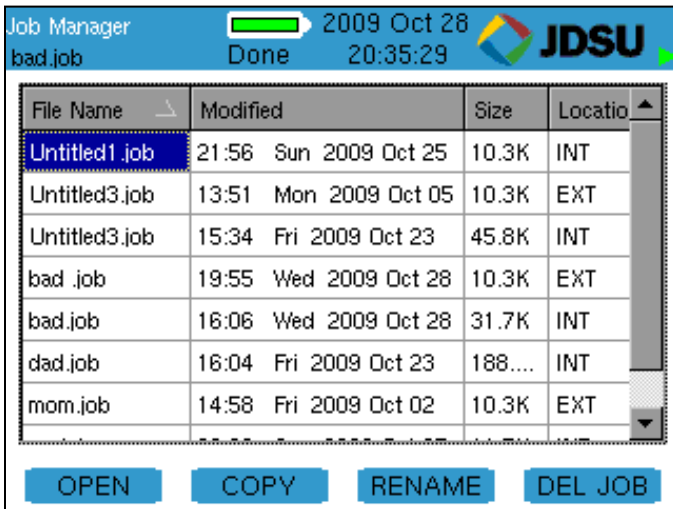 Job Manager Done 2009 Oct 28 JDSU
bad.job 20:35:29
File Name Modified Size Locatio
Untitled1.job 21:56 Sun 2009 Oct 25 10.3K INT
Untitled3.job 13:51 Mon 2009 Oct 05 10.3K EXT
Untitled3.job 15:34 Fri 2009 Oct 23 45.8K INT
bad .job 19:55 Wed 2009 Oct 28 10.3K EXT
bad.job 16:06 Wed 2009 Oct 28 31.7K INT
dad.job 16:04 Fri 2009 Oct 23 188.... INT
mom.job 14:58 Fri 2009 Oct 02 10.3K EXT
OPEN COPY RENAME DEL JOB